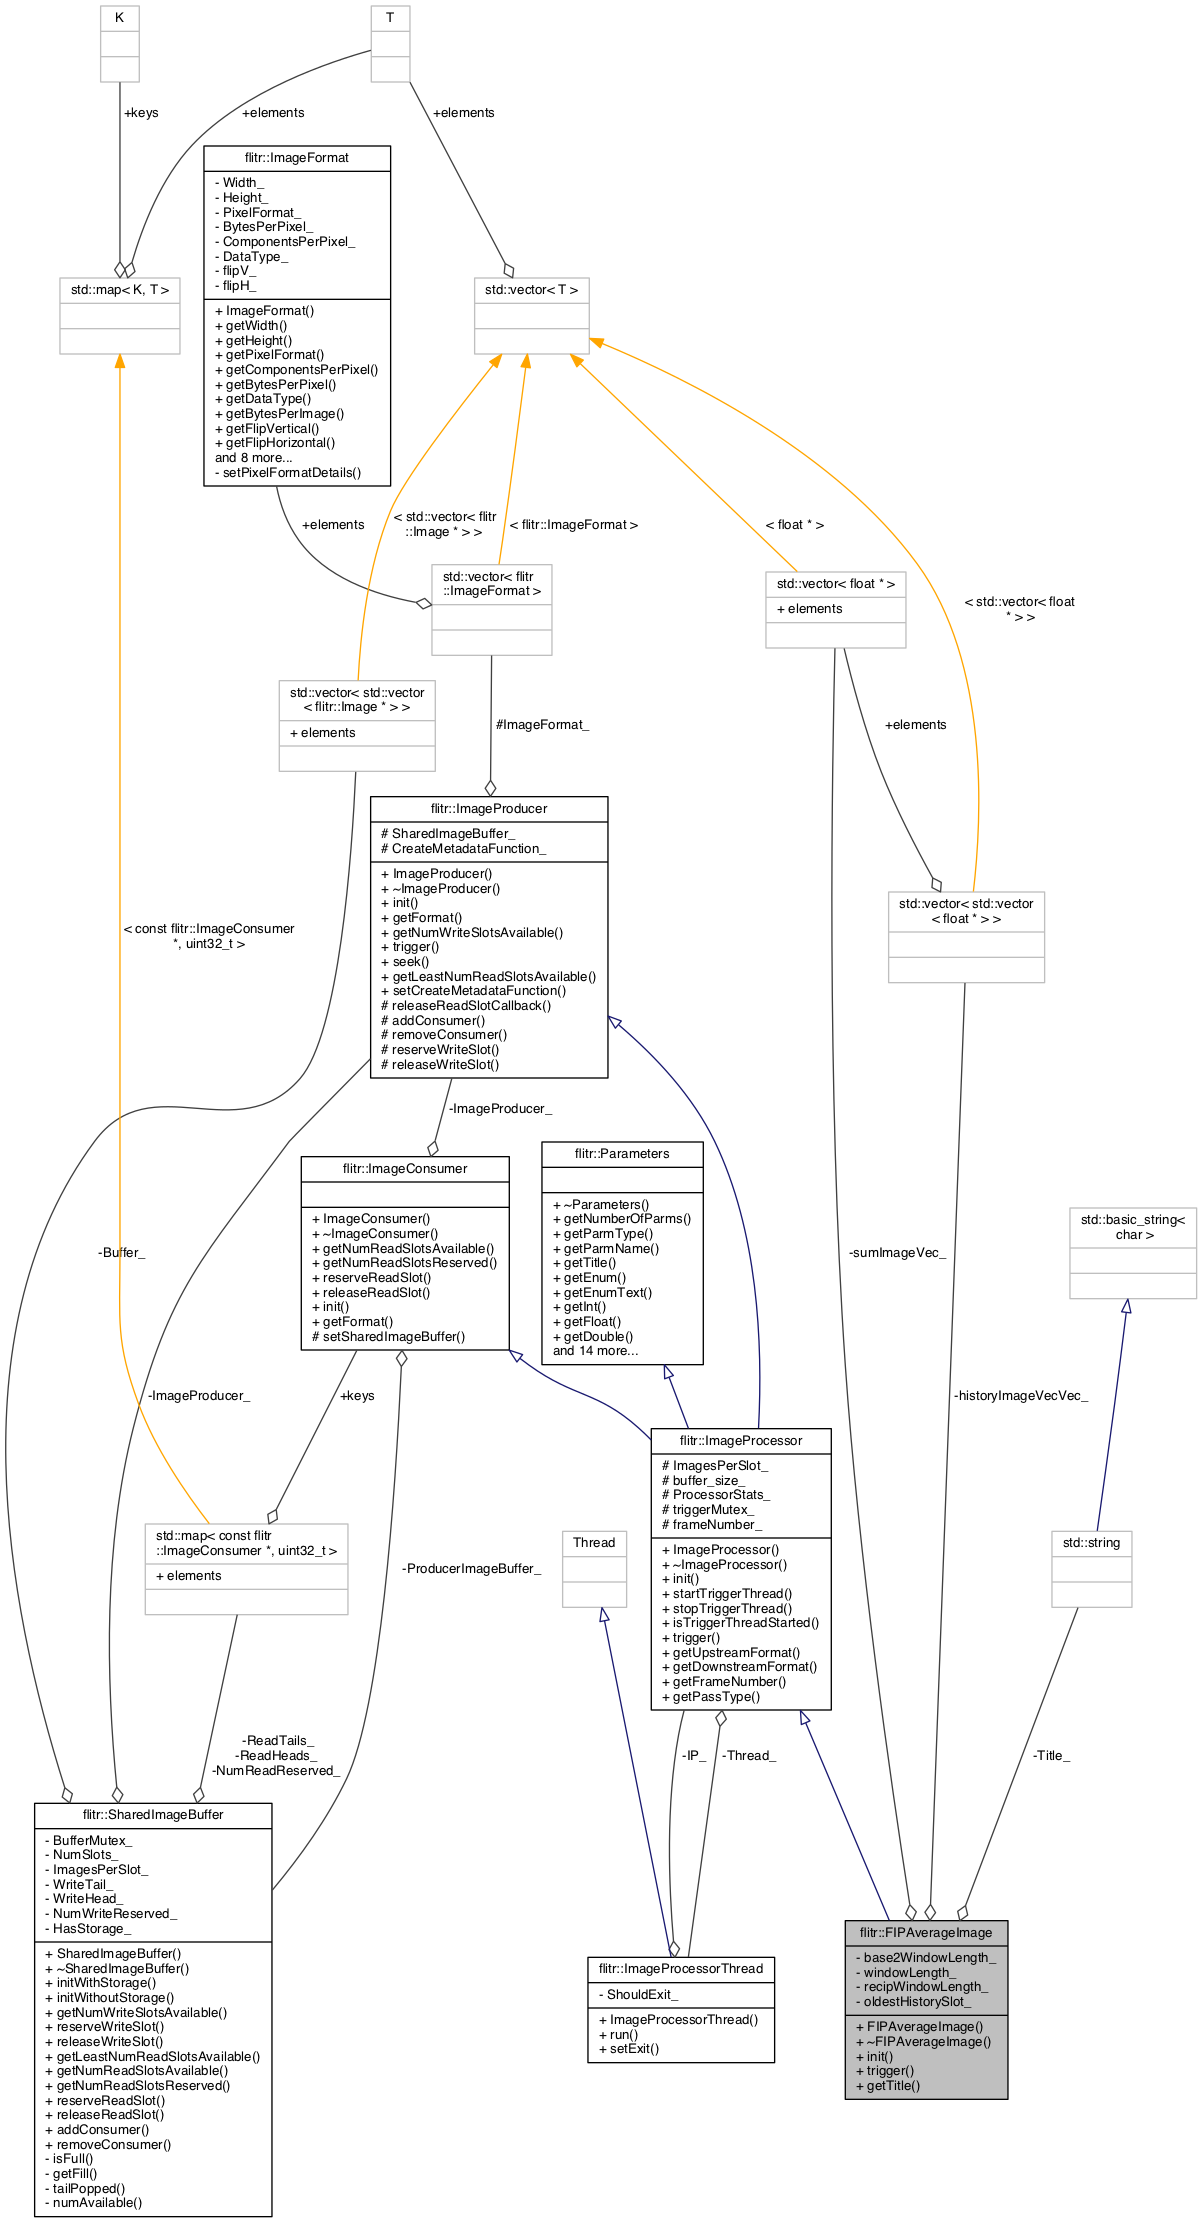 K
T
+keys
+elements
+elements
flitr::ImageFormat
- Width_
- Height_
- PixelFormat_
- BytesPerPixel_
- ComponentsPerPixel_
- DataType_
- flipV_
- flipH_
+ ImageFormat()
+ getWidth()
+ getHeight()
+ getPixelFormat()
+ getComponentsPerPixel()
+ getBytesPerPixel()
+ getDataType()
+ getBytesPerImage()
+ getFlipVertical()
+ getFlipHorizontal()
and 8 more...
- setPixelFormatDetails()
std::map< K, T >
std::vector< T >
+elements
< std::vector< flitr
::Image * > >
< flitr::ImageFormat >
< float * >
< std::vector< float
* > >
std::vector< flitr
::ImageFormat >
std::vector< float * >
+ elements
std::vector< std::vector
< flitr::Image * > >
+ elements
#ImageFormat_
+elements
flitr::ImageProducer
# SharedImageBuffer_
# CreateMetadataFunction_
+ ImageProducer()
+ ~ImageProducer()
+ init()
+ getFormat()
+ getNumWriteSlotsAvailable()
+ trigger()
+ seek()
+ getLeastNumReadSlotsAvailable()
+ setCreateMetadataFunction()
# releaseReadSlotCallback()
# addConsumer()
# removeConsumer()
# reserveWriteSlot()
# releaseWriteSlot()
std::vector< std::vector
< float * > >
< const flitr::ImageConsumer
*, uint32_t >
-ImageProducer_
flitr::ImageConsumer
+ ImageConsumer()
+ ~ImageConsumer()
+ getNumReadSlotsAvailable()
+ getNumReadSlotsReserved()
+ reserveReadSlot()
+ releaseReadSlot()
+ init()
+ getFormat()
# setSharedImageBuffer()
flitr::Parameters
+ ~Parameters()
+ getNumberOfParms()
+ getParmType()
+ getParmName()
+ getTitle()
+ getEnum()
+ getEnumText()
+ getInt()
+ getFloat()
+ getDouble()
and 14 more...
std::basic_string<
char >
-Buffer_
-sumImageVec_
-ImageProducer_
+keys
-historyImageVecVec_
flitr::ImageProcessor
# ImagesPerSlot_
# buffer_size_
# ProcessorStats_
# triggerMutex_
# frameNumber_
+ ImageProcessor()
+ ~ImageProcessor()
+ init()
+ startTriggerThread()
+ stopTriggerThread()
+ isTriggerThreadStarted()
+ trigger()
+ getUpstreamFormat()
+ getDownstreamFormat()
+ getFrameNumber()
+ getPassType()
std::map< const flitr
::ImageConsumer *, uint32_t >
+ elements
-ProducerImageBuffer_
Thread
std::string
-ReadTails_
-ReadHeads_
-NumReadReserved_
-IP_
-Thread_
-Title_
flitr::SharedImageBuffer
- BufferMutex_
- NumSlots_
- ImagesPerSlot_
- WriteTail_
- WriteHead_
- NumWriteReserved_
- HasStorage_
+ SharedImageBuffer()
+ ~SharedImageBuffer()
+ initWithStorage()
+ initWithoutStorage()
+ getNumWriteSlotsAvailable()
+ reserveWriteSlot()
+ releaseWriteSlot()
+ getLeastNumReadSlotsAvailable()
+ getNumReadSlotsAvailable()
+ getNumReadSlotsReserved()
+ reserveReadSlot()
+ releaseReadSlot()
+ addConsumer()
+ removeConsumer()
- isFull()
- getFill()
- tailPopped()
- numAvailable()
flitr::ImageProcessorThread
- ShouldExit_
+ ImageProcessorThread()
+ run()
+ setExit()
flitr::FIPAverageImage
- base2WindowLength_
- windowLength_
- recipWindowLength_
- oldestHistorySlot_
+ FIPAverageImage()
+ ~FIPAverageImage()
+ init()
+ trigger()
+ getTitle()